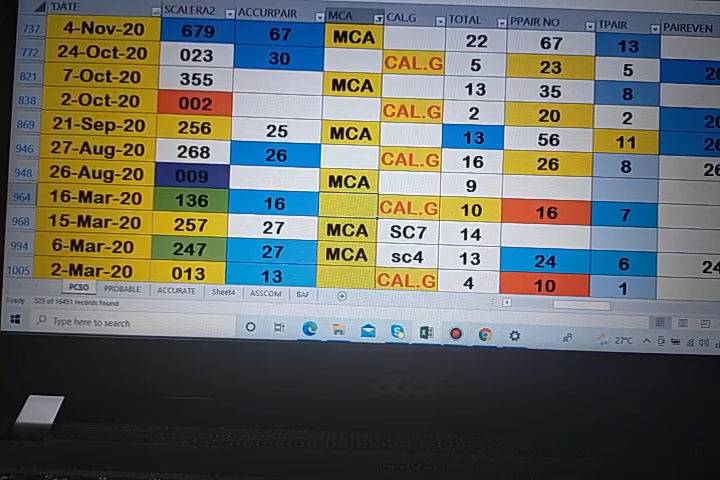 'DATE SCALERA2 ACCURPAIR MCA CAL.G TOTAL PPAIR NO TPAIR PAIREVEN
737 4-Nov-20 679 67 MCA 22 67 13
772 24-Oct-20 023 30 CAL.G 5 23 5
821 7-Oct-20 355 MCA 13 35 8
838 2-Oct-20 002 CAL.G 2 20 2
869 21-Sep-20 256 25 MCA 13 56 11
946 27-Aug-20 268 26 CAL.G 16 26 8
948 26-Aug-20 009 MCA 9
964 16-Mar-20 136 16 CAL.G 10 16 7
968 15-Mar-20 257 27 MCA SC7 14
994 6-Mar-20 247 27 MCA sc4 13 24 6 24
1005 2-Mar-20 013 13 CAL.G 4 10 1
PCSO PROBABLE ACCURATE Sheet4 ASSCOM BAF
Ready 525 of 16451 records found
Type here to search 27°C